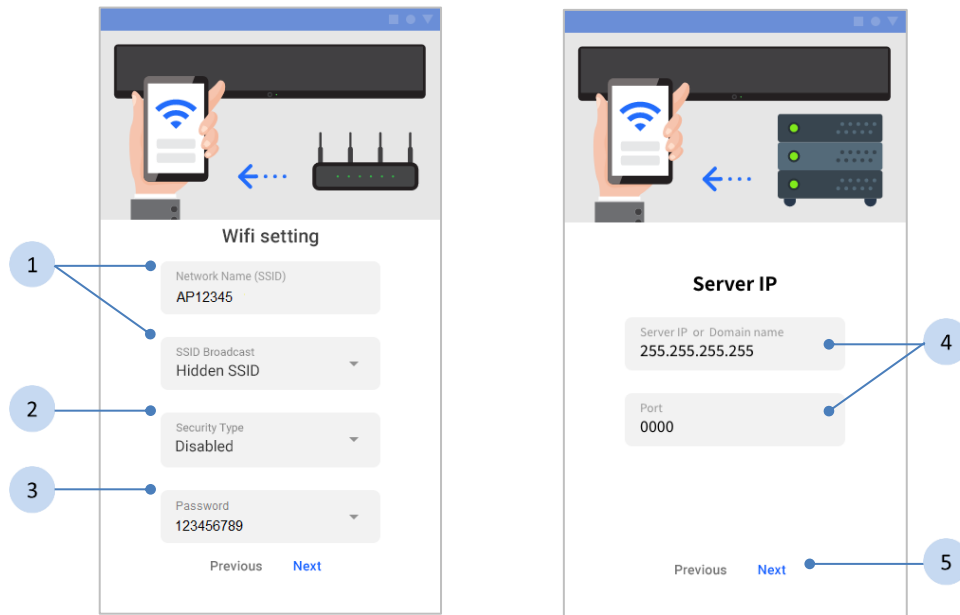 Wifi setting
1
Network Name (SSID)
AP12345
SSID Broadcast
Hidden SSID
2
Security Type
Disabled
3
Password
123456789
Previous Next
Server IP
Server IP or Domain name
255.255.255.255
4
Port
0000
Previous Next
5